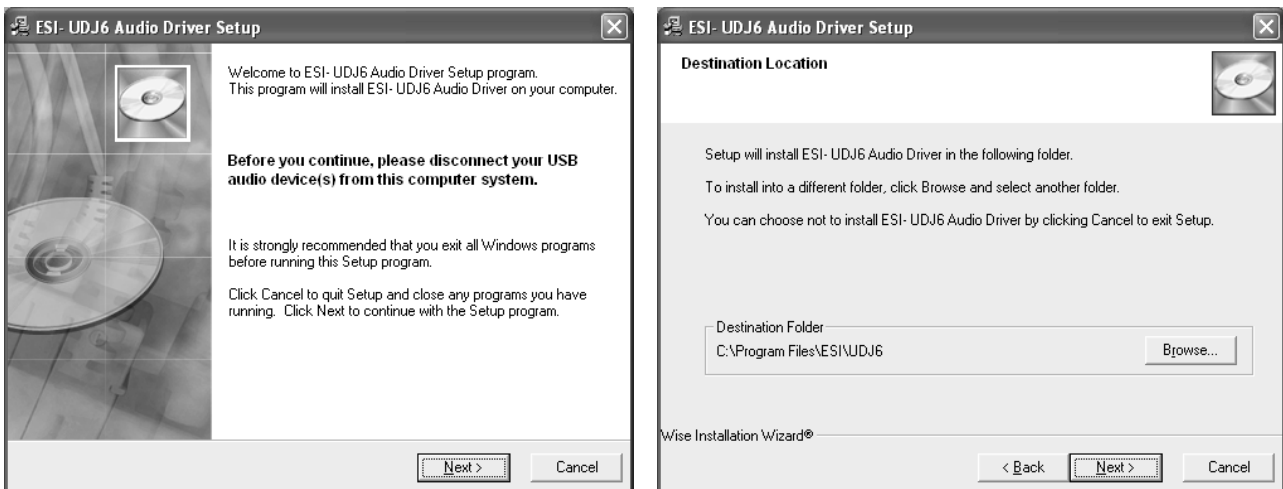 ESI- UDJ6 Audio Driver Setup
Welcome to ESI- UDJ6 Audio Driver Setup program.
This program will install ESI- UDJ6 Audio Driver on your computer.
Before you continue, please disconnect your USB
audio device(s) from this computer system.
It is strongly recommended that you exit all Windows programs
before running this Setup program.
Click Cancel to quit Setup and close any programs you have
running. Click Next to continue with the Setup program.
Next >
Cancel
ESI- UDJ6 Audio Driver Setup
Destination Location
Setup will install ESI- UDJ6 Audio Driver in the following folder.
To install into a different folder, click Browse and select another folder.
You can choose not to install ESI- UDJ6 Audio Driver by clicking Cancel to exit Setup.
Destination Folder
C:\Program Files\ESI\UDJ6
Browse...
Wise Installation Wizard®
< Back
Next >
Cancel